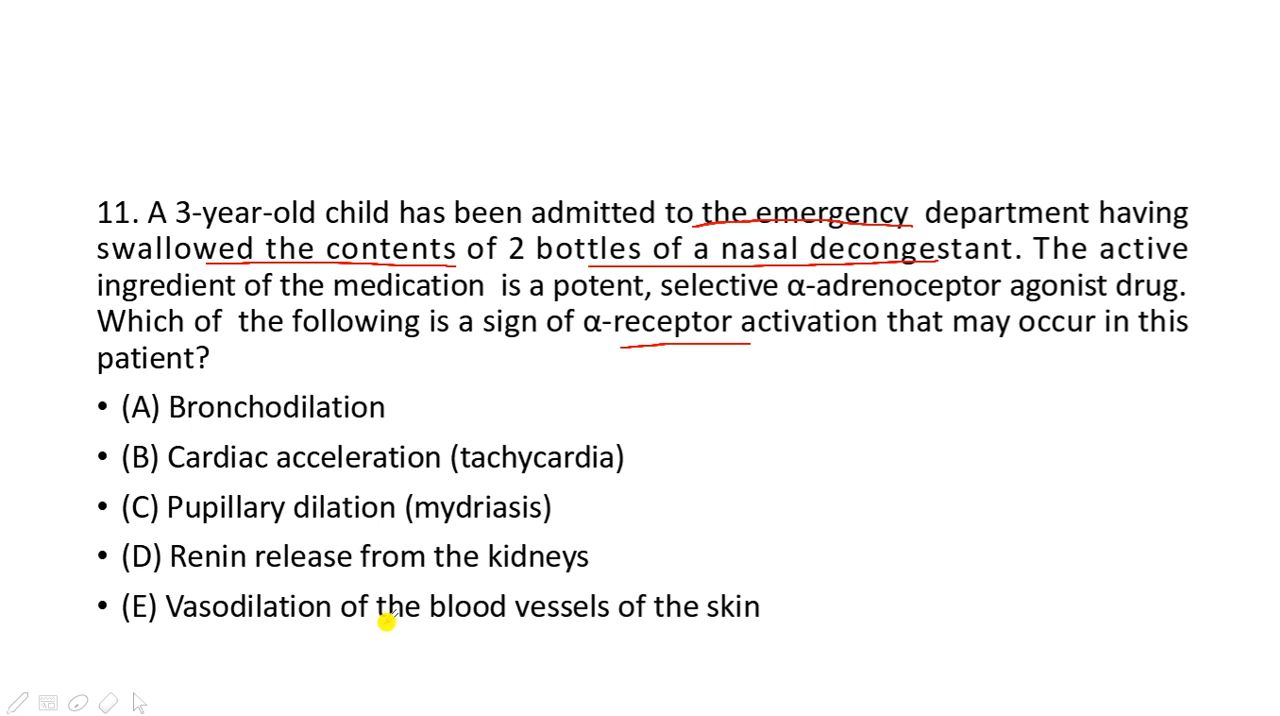 11. A 3-year-old child has been admitted to the emergency department having
swallowed the contents of 2 bottles of a nasal decongestant. The active
ingredient of the medication is a potent, selective α-adrenoceptor agonist drug.
Which of the following is a sign of α-receptor activation that may occur in this
patient?
• (A) Bronchodilation
• (B) Cardiac acceleration (tachycardia)
• (C) Pupillary dilation (mydriasis)
• (D) Renin release from the kidneys
• (E) Vasodilation of the blood vessels of the skin